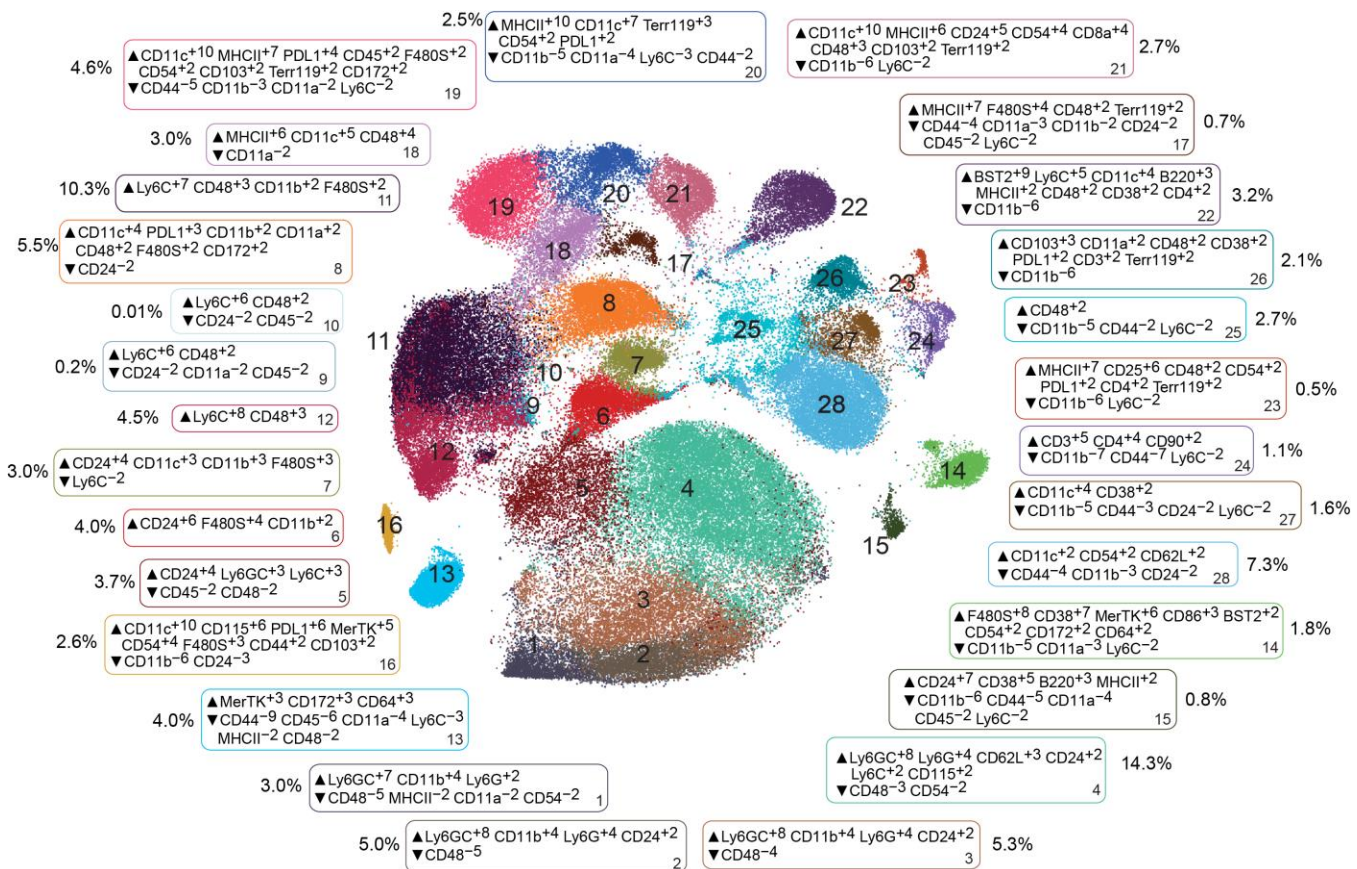 2.5%
▲MHCII+10 CD11c+7 Terr119+3
CD54+2 PDL1+2
▼CD11b−5 CD11a−4 Ly6C−3 CD44−2
20
▲CD11c+10 MHCII+6 CD24+5 CD54+4 CD8a+4
CD48+3 CD103+2 Terr119+2
▼CD11b−6 Ly6C−2
21
2.7%
4.6%
▲CD11c+10 MHCII+7 PDL1+4 CD45+2 F480S+2
CD54+2 CD103+2 Terr119+2 CD172+2
▼CD44−5 CD11b−3 CD11a−2 Ly6C−2
19
3.0%
▲MHCII+6 CD11c+5 CD48+4
▼CD11a−2
18
▲MHCII+7 F480S+4 CD48+2 Terr119+2
▼CD44−4 CD11a−3 CD11b−2 CD24−2
CD45−2 Ly6C−2
17
0.7%
10.3%
▲Ly6C+7 CD48+3 CD11b+2 F480S+2
11
▲BST2+9 Ly6C+5 CD11c+4 B220+3
MHCII+2 CD48+2 CD38+2 CD4+2
▼CD11b−6
22
3.2%
5.5%
▲CD11c+4 PDL1+3 CD11b+2 CD11a+2
CD48+2 F480S+2 CD172+2
▼CD24−2
8
▲CD103+3 CD11a+2 CD48+2 CD38+2
PDL1+2 CD3+2 Terr119+2
▼CD11b−6
26
2.1%
0.01%
▲Ly6C+6 CD48+2
▼CD24−2 CD45−2
10
▲CD48+2
▼CD11b−5 CD44−2 Ly6C−2
25
2.7%
0.2%
▲Ly6C+6 CD48+2
▼CD24−2 CD11a−2 CD45−2
9
▲MHCII+7 CD25+6 CD48+2 CD54+2
PDL1+2 CD4+2 Terr119+2
▼CD11b−6 Ly6C−2
23
0.5%
4.5%
▲Ly6C+8 CD48+3
12
▲CD3+5 CD4+4 CD90+2
▼CD11b−7 CD44−7 Ly6C−2
24
1.1%
3.0%
▲CD24+4 CD11c+3 CD11b+3 F480S+3
▼Ly6C−2
7
▲CD11c+4 CD38+2
▼CD11b−5 CD44−3 CD24−2 Ly6C−2
27
1.6%
4.0%
▲CD24+6 F480S+4 CD11b+2
6
▲CD11c+2 CD54+2 CD62L+2
▼CD44−4 CD11b−3 CD24−2
28
7.3%
3.7%
▲CD24+4 Ly6GC+3 Ly6C+3
▼CD45−2 CD48−2
5
▲F480S+8 CD38+7 MerTK+6 CD86+3 BST2+2
CD54+2 CD172+2 CD64+2
▼CD11b−5 CD11a−3 Ly6C−2
14
1.8%
2.6%
▲CD11c+10 CD115+6 PDL1+6 MerTK+5
CD54+4 F480S+3 CD44+2 CD103+2
▼CD11b−6 CD24−3
16
▲CD24+7 CD38+5 B220+3 MHCII+2
▼CD11b−6 CD44−5 CD11a−4
CD45−2 Ly6C−2
15
0.8%
4.0%
▲MerTK+3 CD172+3 CD64+3
▼CD44−9 CD45−6 CD11a−4 Ly6C−3
MHCII−2 CD48−2
13
▲Ly6GC+8 Ly6G+4 CD62L+3 CD24+2
Ly6C+2 CD115+2
▼CD48−3 CD54−2
4
14.3%
3.0%
▲Ly6GC+7 CD11b+4 Ly6G+2
▼CD48−5 MHCII−2 CD11a−2 CD54−2
1
5.0%
▲Ly6GC+8 CD11b+4 Ly6G+4 CD24+2
▼CD48−5
2
▲Ly6GC+8 CD11b+4 Ly6G+4 CD24+2
▼CD48−4
3
5.3%
19
20
21
22
18
17
26
23
8
25
27
24
11
10
7
9
6
28
12
5
4
14
16
15
13
3
1
2